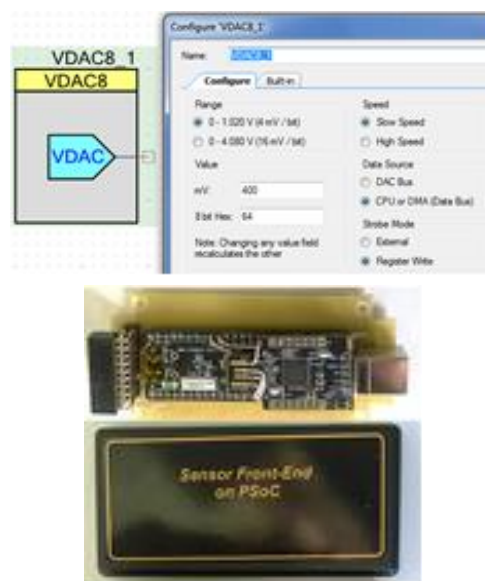 VDAC8_1
VDAC8
VDAC
Configure 'VDAC8_1'
Name: VDAC8_1
Configure Built-in
Range
0 - 1.020 V (4 mV / bit)
0 - 4.080 V (16 mV / bit)
Value
mV: 400
8 bit Hex: 64
Note: Changing any value field
recalculates the other
Speed
Slow Speed
High Speed
Data Source
DAC Bus
CPU or DMA (Data Bus)
Strobe Mode
External
Register Write
Sensor Front-End
on PSoC